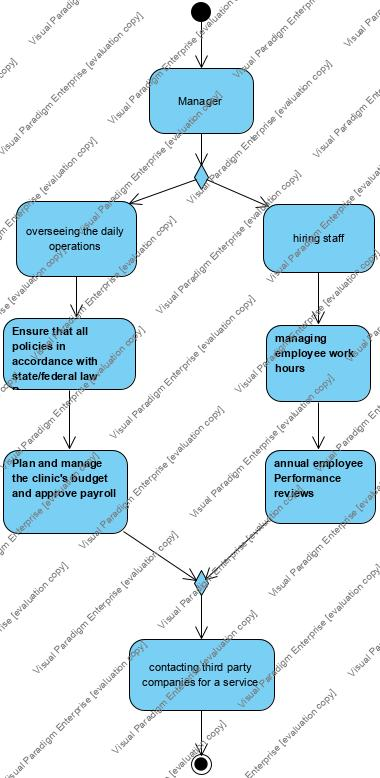 Manager
overseeing the daily
operations
hiring staff
Ensure that all
policies in
accordance with
state/federal law
managing
employee work
hours
Plan and manage
the clinic's budget
and approve payroll
annual employee
Performance
reviews
contacting third party
companies for a service
Visual Paradigm Enterprise [evaluation copy]